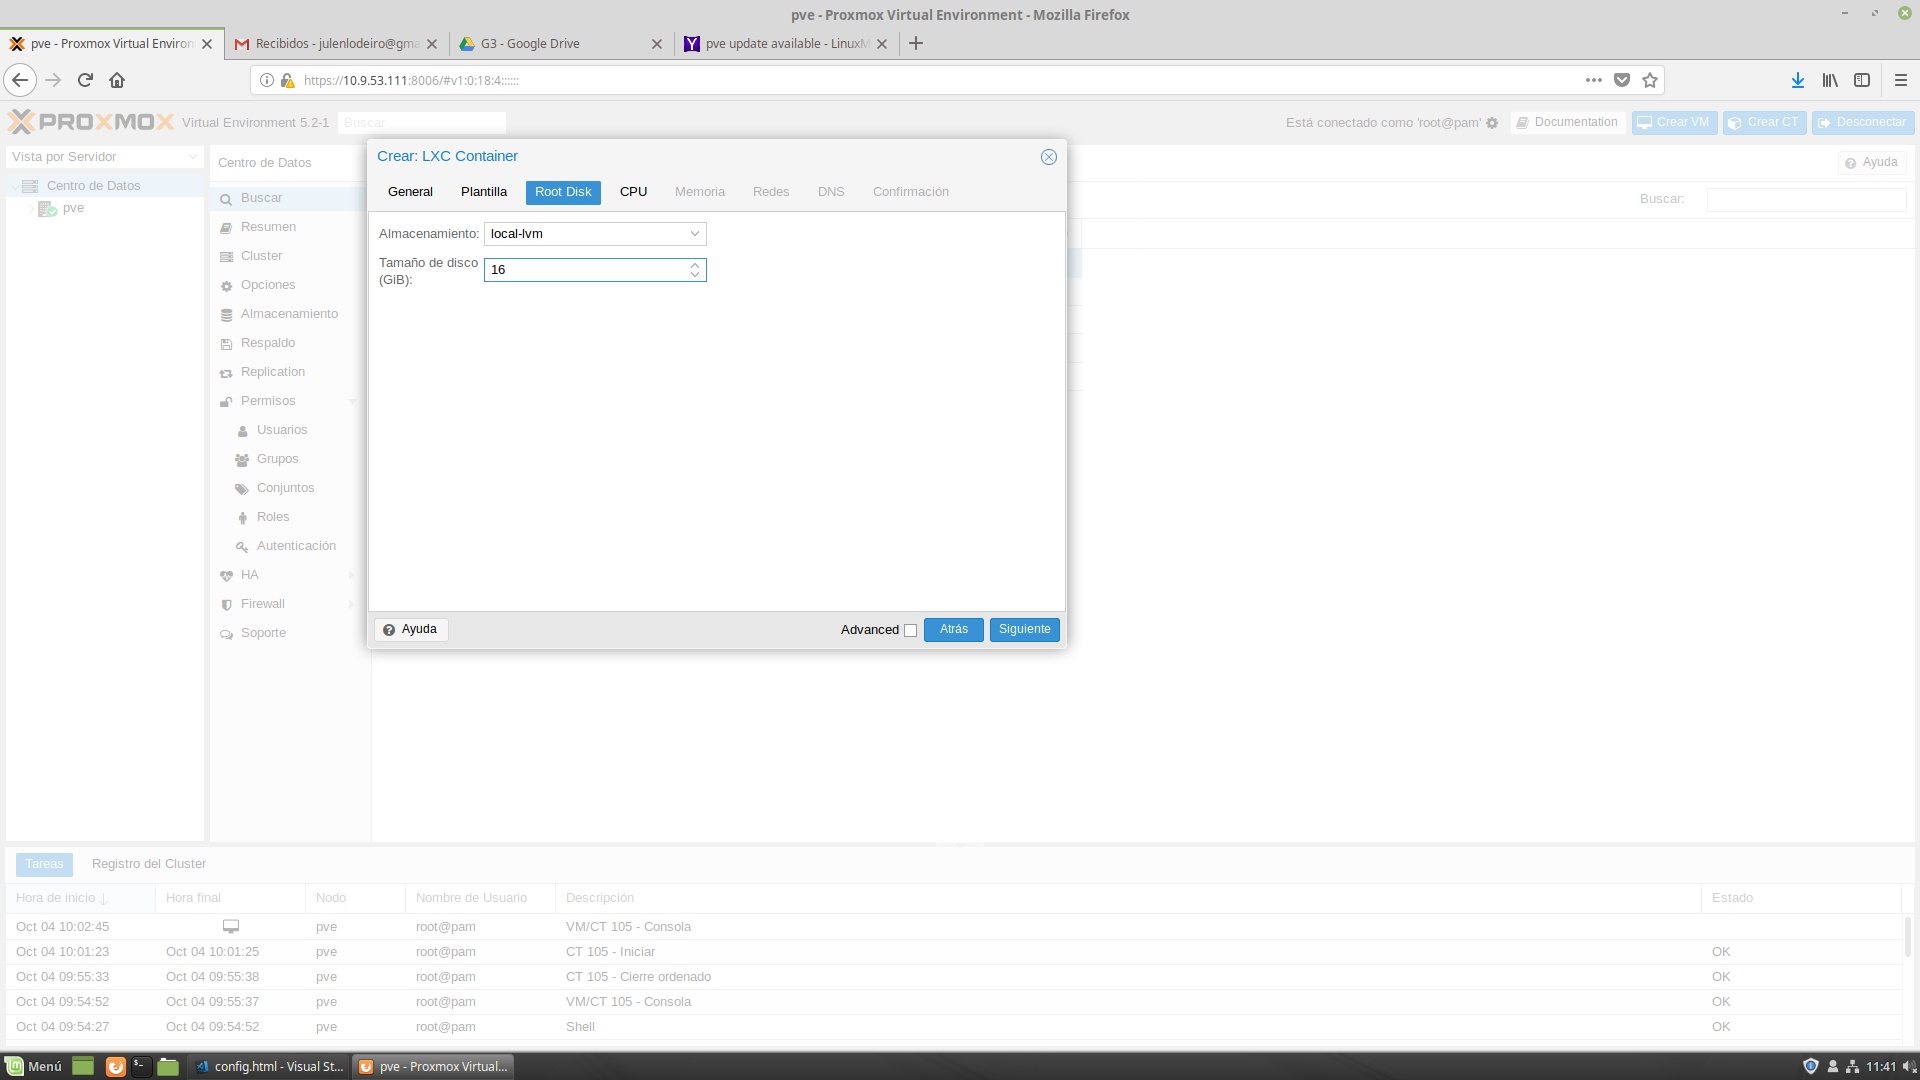 pve - Proxmox Virtual Environment - Mozilla Firefox
pve - Proxmox Virtual Environ
Recibidos - julenlodeiro@gma
G3 - Google Drive
pve update available - LinuxM
https://10.9.53.111:8006/#v1:0:18:4::::::
PROXMOX Virtual Environment 5.2-1
Buscar
Está conectado como 'root@pam'
Documentation
Crear VM
Crear CT
Desconectar
Vista por Servidor
Centro de Datos
pve
Centro de Datos
Ayuda
Buscar:
Buscar
Resumen
Cluster
Opciones
Almacenamiento
Respaldo
Replication
Permisos
Usuarios
Grupos
Conjuntos
Roles
Autenticación
HA
Firewall
Soporte
Crear: LXC Container
General Plantilla Root Disk CPU Memoria Redes DNS Confirmación
Almacenamiento: local-lvm
Tamaño de disco
(GiB): 16
Ayuda
Advanced
Atrás
Siguiente
Tareas Registro del Cluster
Hora de inicio Hora final Nodo Nombre de Usuario Descripción Estado
Oct 04 10:02:45 pve root@pam VM/CT 105 - Consola
Oct 04 10:01:23 Oct 04 10:01:25 pve root@pam CT 105 - Iniciar OK
Oct 04 09:55:33 Oct 04 09:55:38 pve root@pam CT 105 - Cierre ordenado OK
Oct 04 09:54:52 Oct 04 09:55:37 pve root@pam VM/CT 105 - Consola OK
Oct 04 09:54:27 Oct 04 09:54:52 pve root@pam Shell OK
Menú
config.html - Visual St...
pve - Proxmox Virtual...
11:41